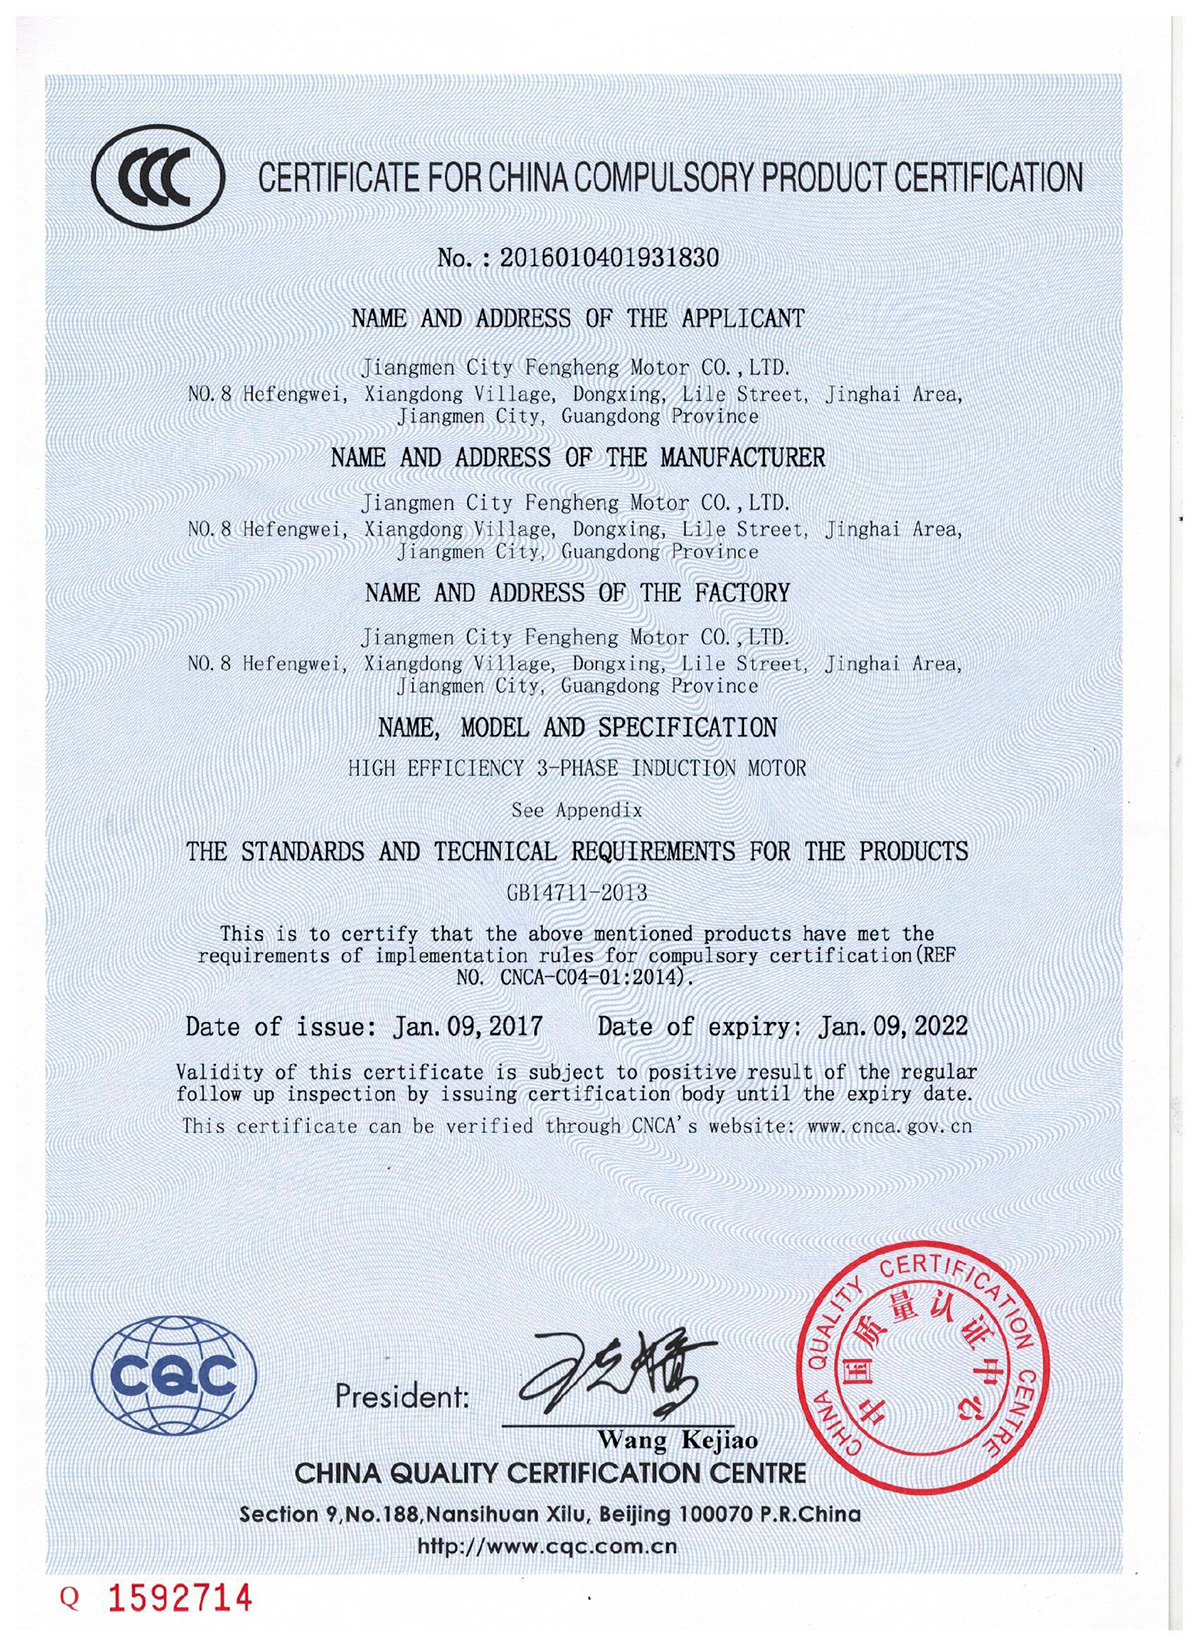 CCC
CERTIFICATE FOR CHINA COMPULSORY PRODUCT CERTIFICATION
No. : 2016010401931830
NAME AND ADDRESS OF THE APPLICANT
Jiangmen City Fengheng Motor CO.,LTD.
NO.8 Hefengwei, Xiangdong Village, Dongxing, Lile Street, Jinghai Area,
Jiangmen City, Guangdong Province
NAME AND ADDRESS OF THE MANUFACTURER
Jiangmen City Fengheng Motor CO.,LTD.
NO.8 Hefengwei, Xiangdong Village, Dongxing, Lile Street, Jinghai Area,
Jiangmen City, Guangdong Province
NAME AND ADDRESS OF THE FACTORY
Jiangmen City Fengheng Motor CO.,LTD.
NO.8 Hefengwei, Xiangdong Village, Dongxing, Lile Street, Jinghai Area,
Jiangmen City, Guangdong Province
NAME, MODEL AND SPECIFICATION
HIGH EFFICIENCY 3-PHASE INDUCTION MOTOR
See Appendix
THE STANDARDS AND TECHNICAL REQUIREMENTS FOR THE PRODUCTS
GB14711-2013
This is to certify that the above mentioned products have met the
requirements of implementation rules for compulsory certification(REF
NO. CNCA-C04-01:2014).
Date of issue: Jan.09,2017 Date of expiry: Jan.09,2022
Validity of this certificate is subject to positive result of the regular
follow up inspection by issuing certification body until the expiry date.
This certificate can be verified through CNCA's website: www.cnca.gov.cn
CHINA QUALITY CERTIFICATION CENTRE
中国质量认证中心
CQC
President: 王克娇
Wang Kejiao
CHINA QUALITY CERTIFICATION CENTRE
Section 9,No.188,Nansihuan Xilu, Beijing 100070 P.R.China
http://www.cqc.com.cn
Q 1592714